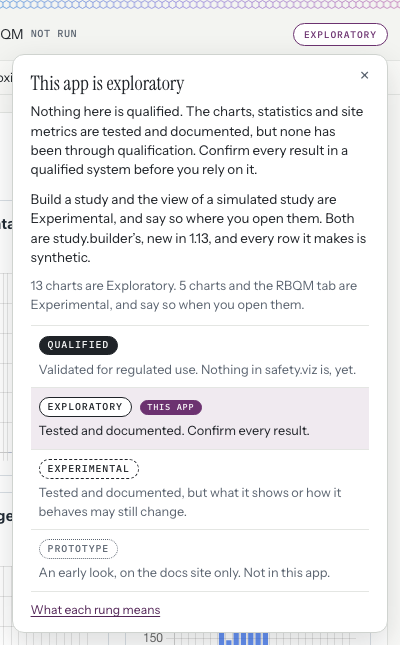 QM NOT RUN EXPLORATORY
oxi
This app is exploratory ×
Nothing here is qualified. The charts, statistics and site
metrics are tested and documented, but none has
been through qualification. Confirm every result in a
qualified system before you rely on it.
Build a study and the view of a simulated study are
Experimental, and say so where you open them. Both
are study.builder’s, new in 1.13, and every row it makes is
synthetic.
13 charts are Exploratory. 5 charts and the RBQM tab are
Experimental, and say so when you open them.
QUALIFIED
Validated for regulated use. Nothing in safety.viz is, yet.
EXPLORATORY THIS APP
Tested and documented. Confirm every result.
EXPERIMENTAL
Tested and documented, but what it shows or how it
behaves may still change.
PROTOTYPE
An early look, on the docs site only. Not in this app.
What each rung means
150